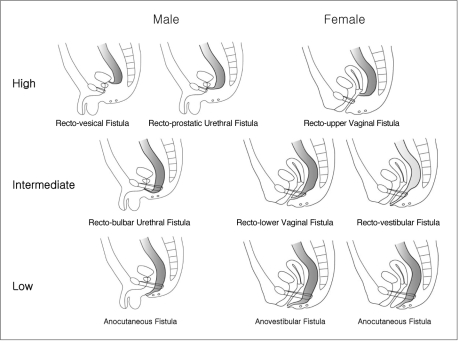 Male Female
High
Recto-vesical Fistula Recto-prostatic Urethral Fistula Recto-upper Vaginal Fistula
Intermediate
Recto-bulbar Urethral Fistula Recto-lower Vaginal Fistula Recto-vestibular Fistula
Low
Anocutaneous Fistula Anovestibular Fistula Anocutaneous Fistula